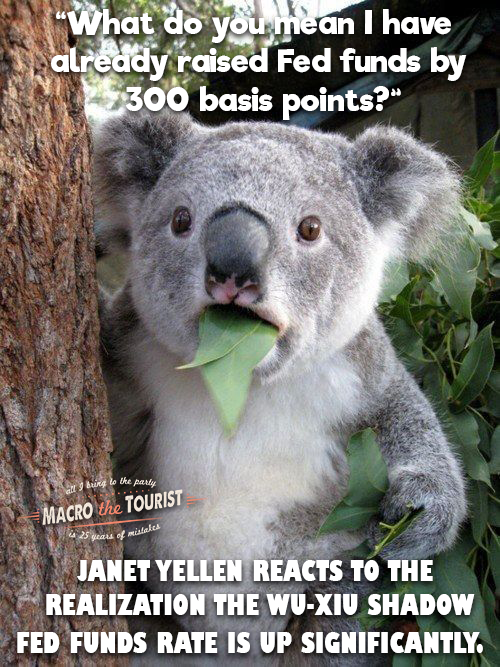 “What do you mean I have
already raised Fed funds by
300 basis points?”
all I bring to the party
MACRO the TOURIST
is 25 years of mistakes
JANET YELLEN REACTS TO THE
REALIZATION THE WU-XIU SHADOW
FED FUNDS RATE IS UP SIGNIFICANTLY.